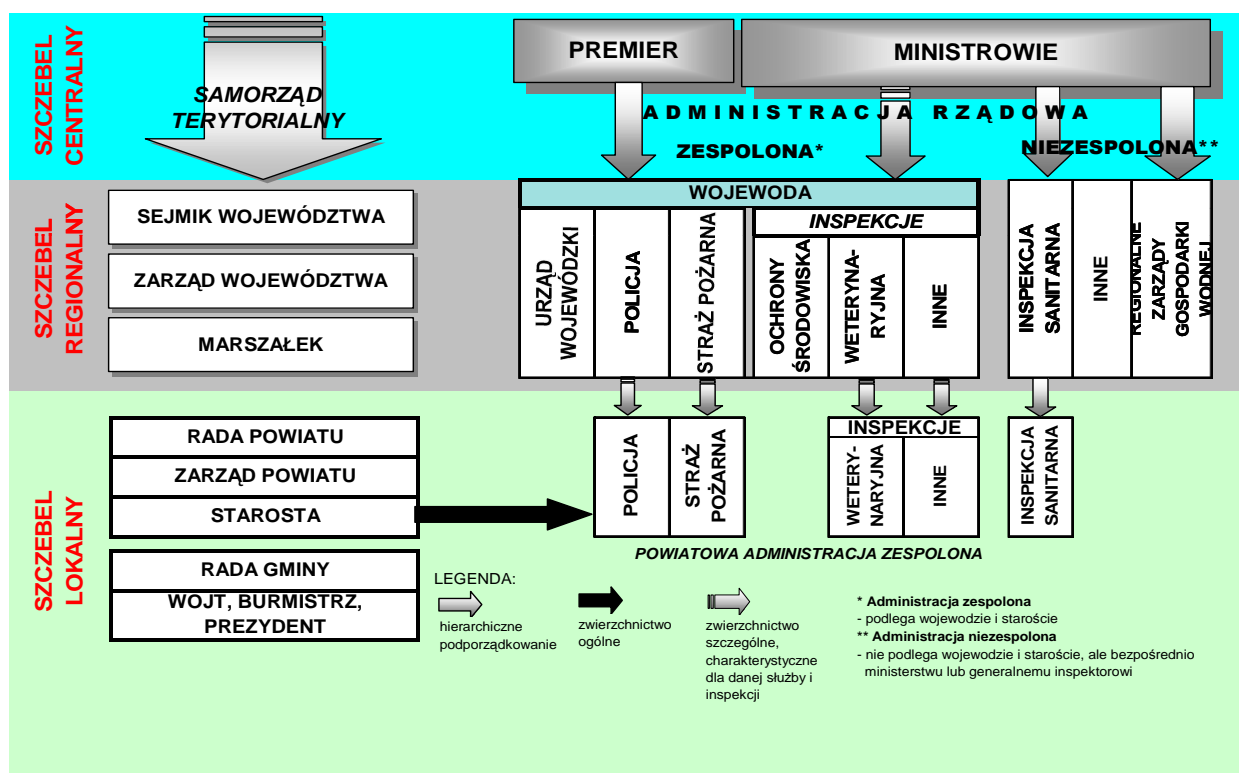 SZCZEBEL
CENTRALNY
SAMORZĄD
TERYTORIALNY
PREMIER
MINISTROWIE
ADMINISTRACJA RZĄDOWA
ZESPOLONA*
NIEZESPOLONA**
SZCZEBEL
REGIONALNY
SEJMIK WOJEWÓDZTWA
ZARZĄD WOJEWÓDZTWA
MARSZAŁEK
WOJEWODA
INSPEKCJE
URZĄD
WOJEWÓDZKI
POLICJA
STRAŻ POŻARNA
OCHRONY
ŚRODOWISKA
WETERYNA-
RYJNA
INNE
INSPEKCJA
SANITARNA
INNE
REGIONALNE
ZARZĄDY
GOSPODARKI
WODNEJ
SZCZEBEL
LOKALNY
RADA POWIATU
ZARZĄD POWIATU
STAROSTA
RADA GMINY
WOJT, BURMISTRZ,
PREZYDENT
POLICJA
STRAŻ
POŻARNA
INSPEKCJE
WETERY-
NARYJNA
INNE
INSPEKCJA
SANITARNA
POWIATOWA ADMINISTRACJA ZESPOLONA
LEGENDA:
hierarchiczne
podporządkowanie
zwierzchnictwo
ogólne
zwierzchnictwo
szczególne,
charakterystyczne
dla danej służby i
inspekcji
* Administracja zespolona
- podlega wojewodzie i staroście
** Administracja niezespolona
- nie podlega wojewodzie i staroście, ale bezpośrednio
ministerstwu lub generalnemu inspektorowi